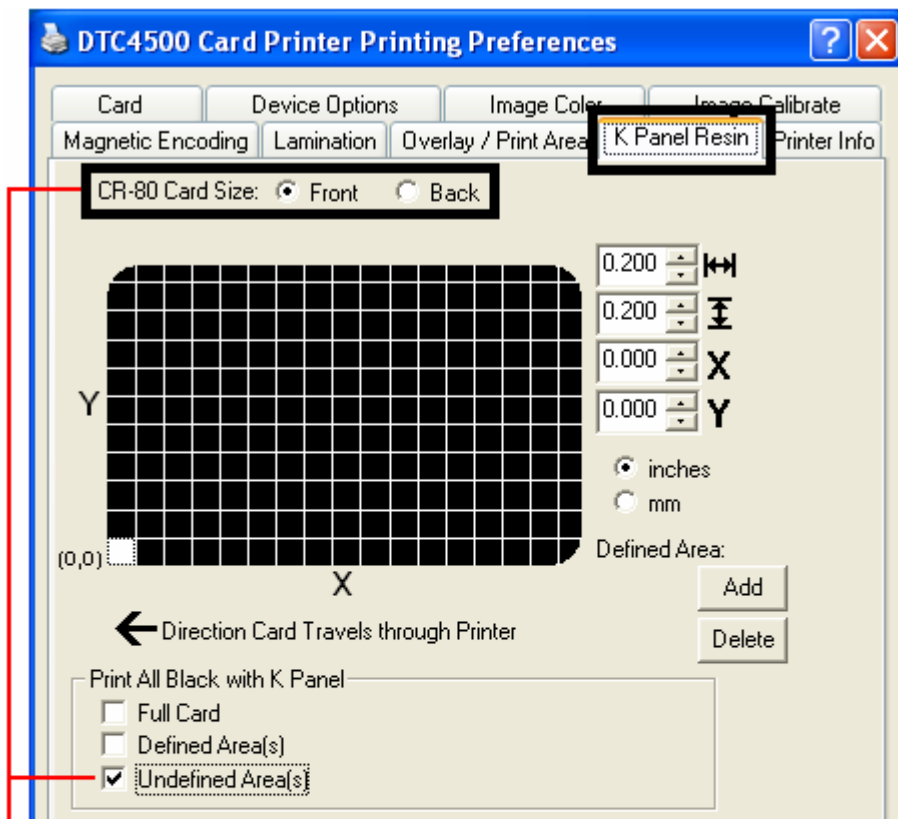 DTC4500 Card Printer Printing Preferences
Card Device Options Image Color Image Calibrate
Magnetic Encoding Lamination Overlay / Print Area K Panel Resin Printer Info
CR-80 Card Size: Front Back
0.200
0.200
0.000 X
0.000 Y
Y
inches
mm
(0,0)
X
Defined Area:
Add
Direction Card Travels through Printer
Delete
Print All Black with K Panel
Full Card
Defined Area(s)
Undefined Area(s)